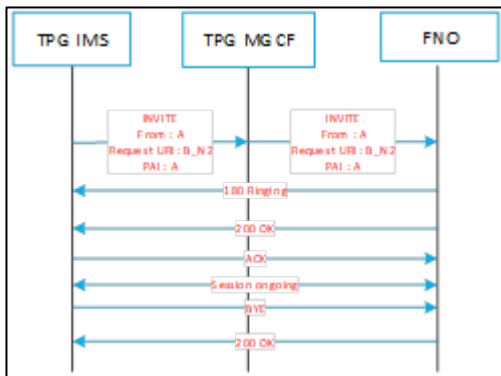 TPG IMS
TPG MGCF
FNO
INVITE
From : A
Request URI : B_N2
PAI : A
INVITE
From : A
Request URI : B_N2
PAI : A
180 Ringing
200 OK
ACK
Session ongoing
BYE
200 OK